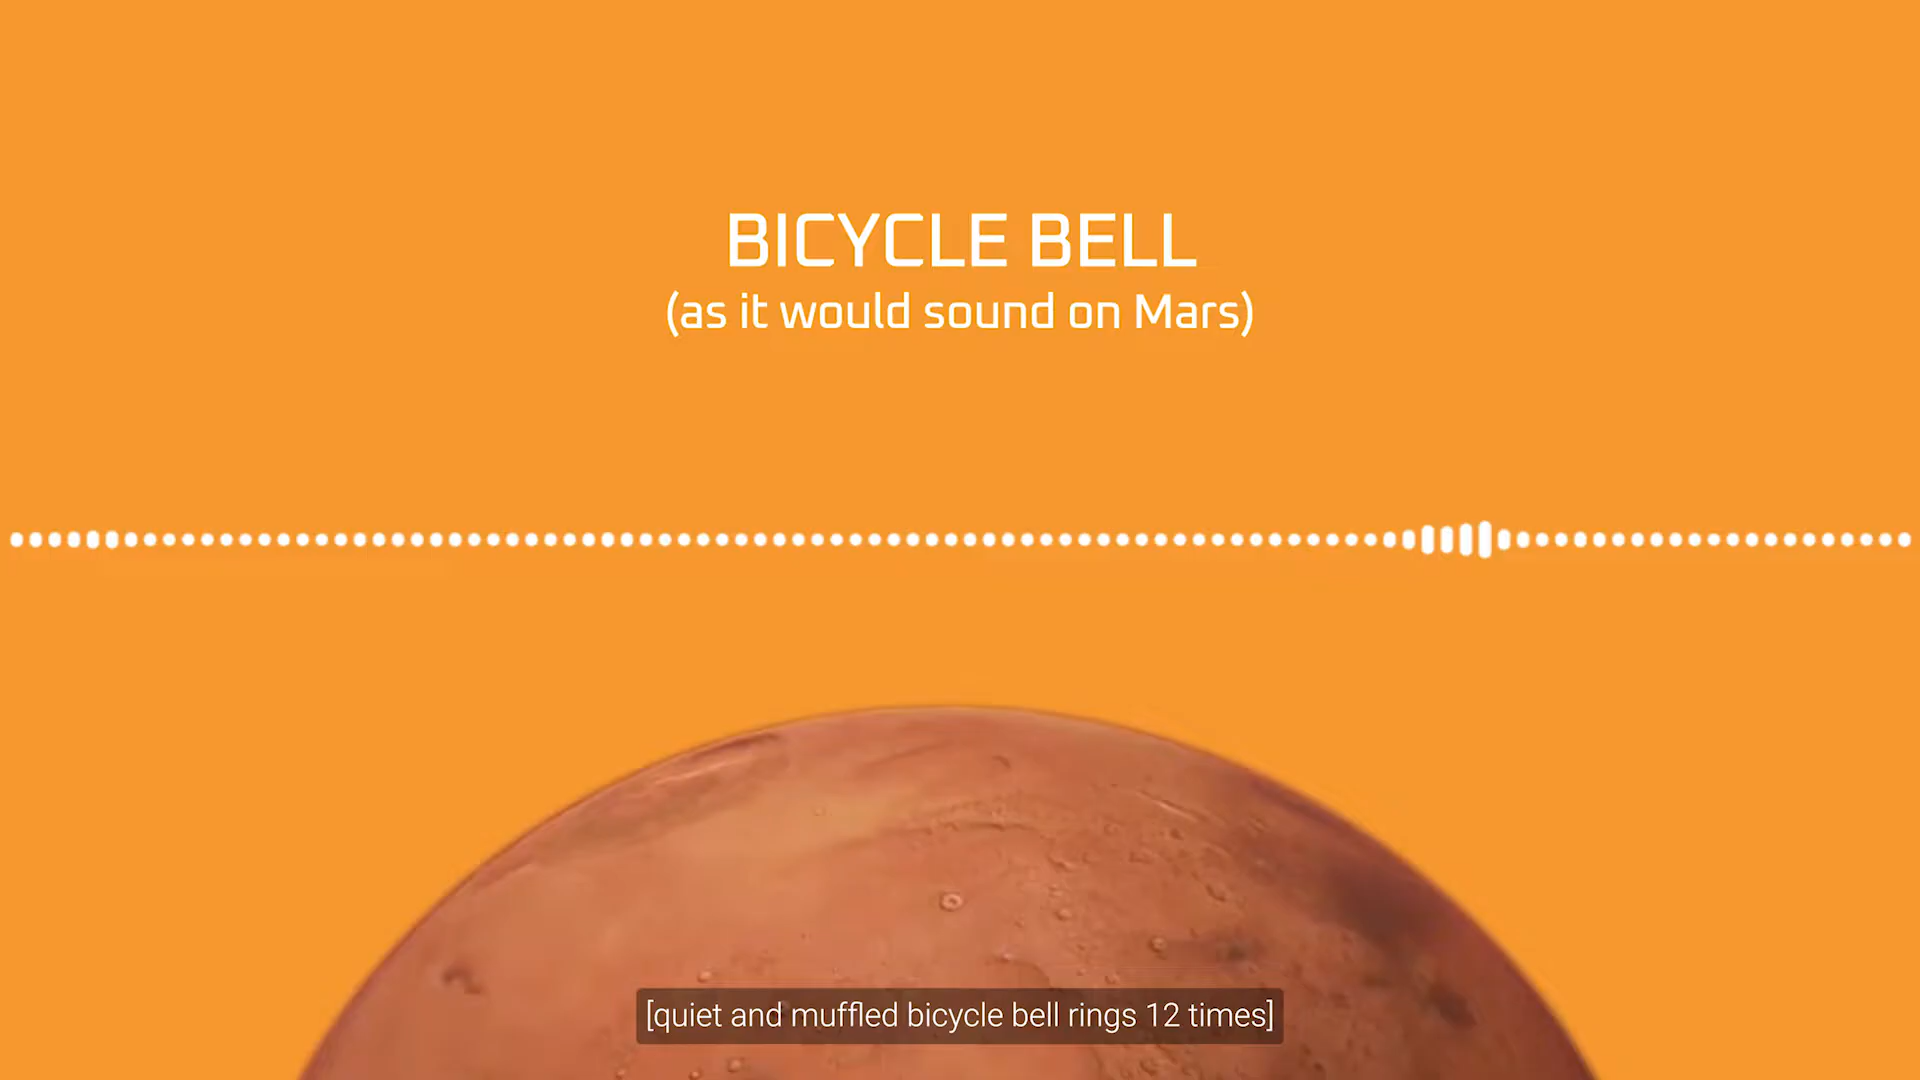 BICYCLE BELL
(as it would sound on Mars)
[quiet and muffled bicycle bell rings 12 times]